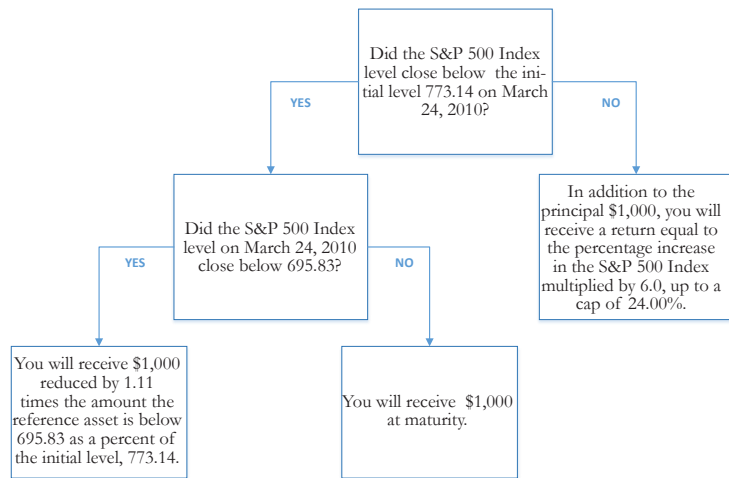 Did the S&P 500 Index
level close below the ini-
tial level 773.14 on March
24, 2010?
YES
NO
Did the S&P 500 Index
level on March 24, 2010
close below 695.83?
In addition to the
principal $1,000, you will
receive a return equal to
the percentage increase
in the S&P 500 Index
multiplied by 6.0, up to a
cap of 24.00%.
YES
NO
You will receive $1,000
reduced by 1.11
times the amount the
reference asset is below
695.83 as a percent of
the initial level, 773.14.
You will receive $1,000
at maturity.